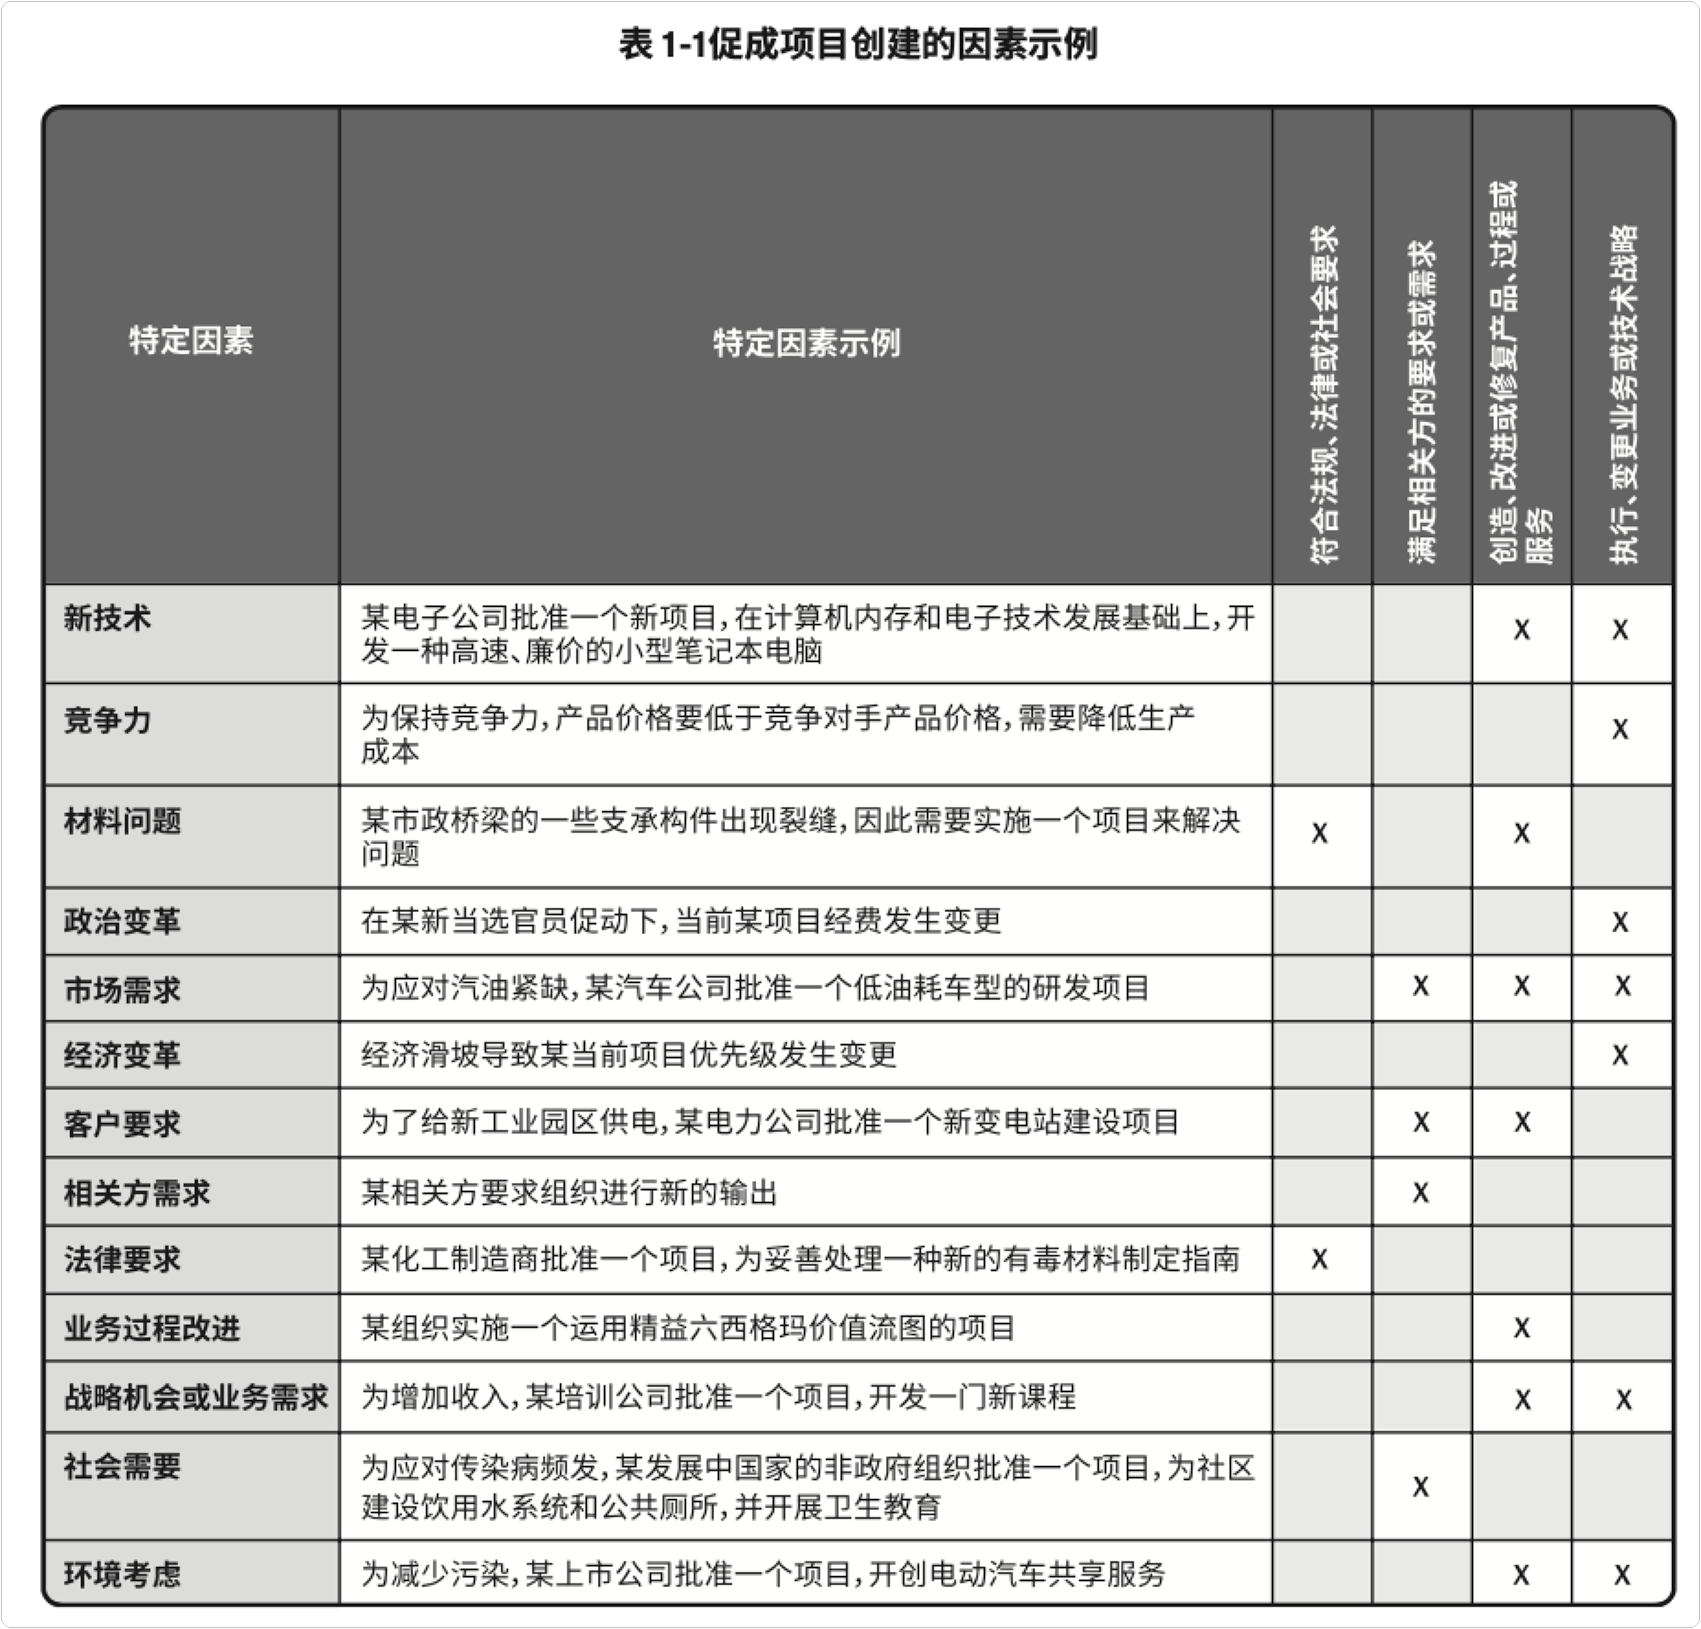 表 1-1促成项目创建的因素示例
特定因素
特定因素示例
符合法规、法律或社会要求
满足相关方的要求或需求
创造、改进或修复产品、过程或
服务
执行、变更业务或技术战略
新技术
某电子公司批准一个新项目,在计算机内存和电子技术发展基础上,开
发一种高速、廉价的小型笔记本电脑
X X
竞争力
为保持竞争力,产品价格要低于竞争对手产品价格,需要降低生产
成本
X
材料问题
某市政桥梁的一些支承构件出现裂缝,因此需要实施一个项目来解决
问题
X X
政治变革
在某新当选官员促动下,当前某项目经费发生变更
X
市场需求
为应对汽油紧缺,某汽车公司批准一个低油耗车型的研发项目
X X X
经济变革
经济滑坡导致某当前项目优先级发生变更
X
客户要求
为了给新工业园区供电,某电力公司批准一个新变电站建设项目
X X
相关方需求
某相关方要求组织进行新的输出
X
法律要求
某化工制造商批准一个项目,为妥善处理一种新的有毒材料制定指南
X
业务过程改进
某组织实施一个运用精益六西格玛价值流图的项目
X
战略机会或业务需求
为增加收入,某培训公司批准一个项目,开发一门新课程
X X
社会需要
为应对传染病频发,某发展中国家的非政府组织批准一个项目,为社区
建设饮用水系统和公共厕所,并开展卫生教育
X
环境考虑
为减少污染,某上市公司批准一个项目,开创电动汽车共享服务
X X